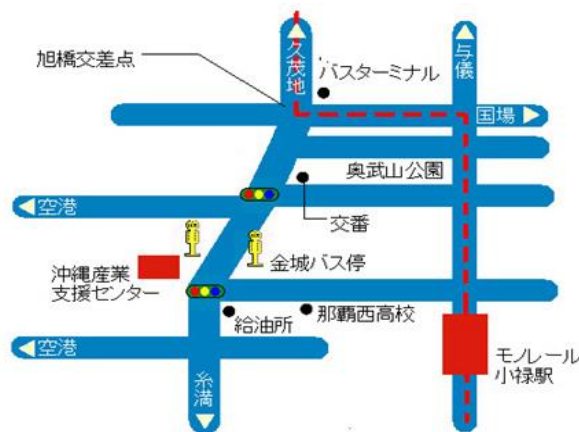 久茂地
与儀
旭橋交差点
バスターミナル
国場
奥武山公園
空港
交番
金城バス停
沖縄産業
支援センター
給油所
那覇西高校
空港
モノレール
小禄駅
糸満